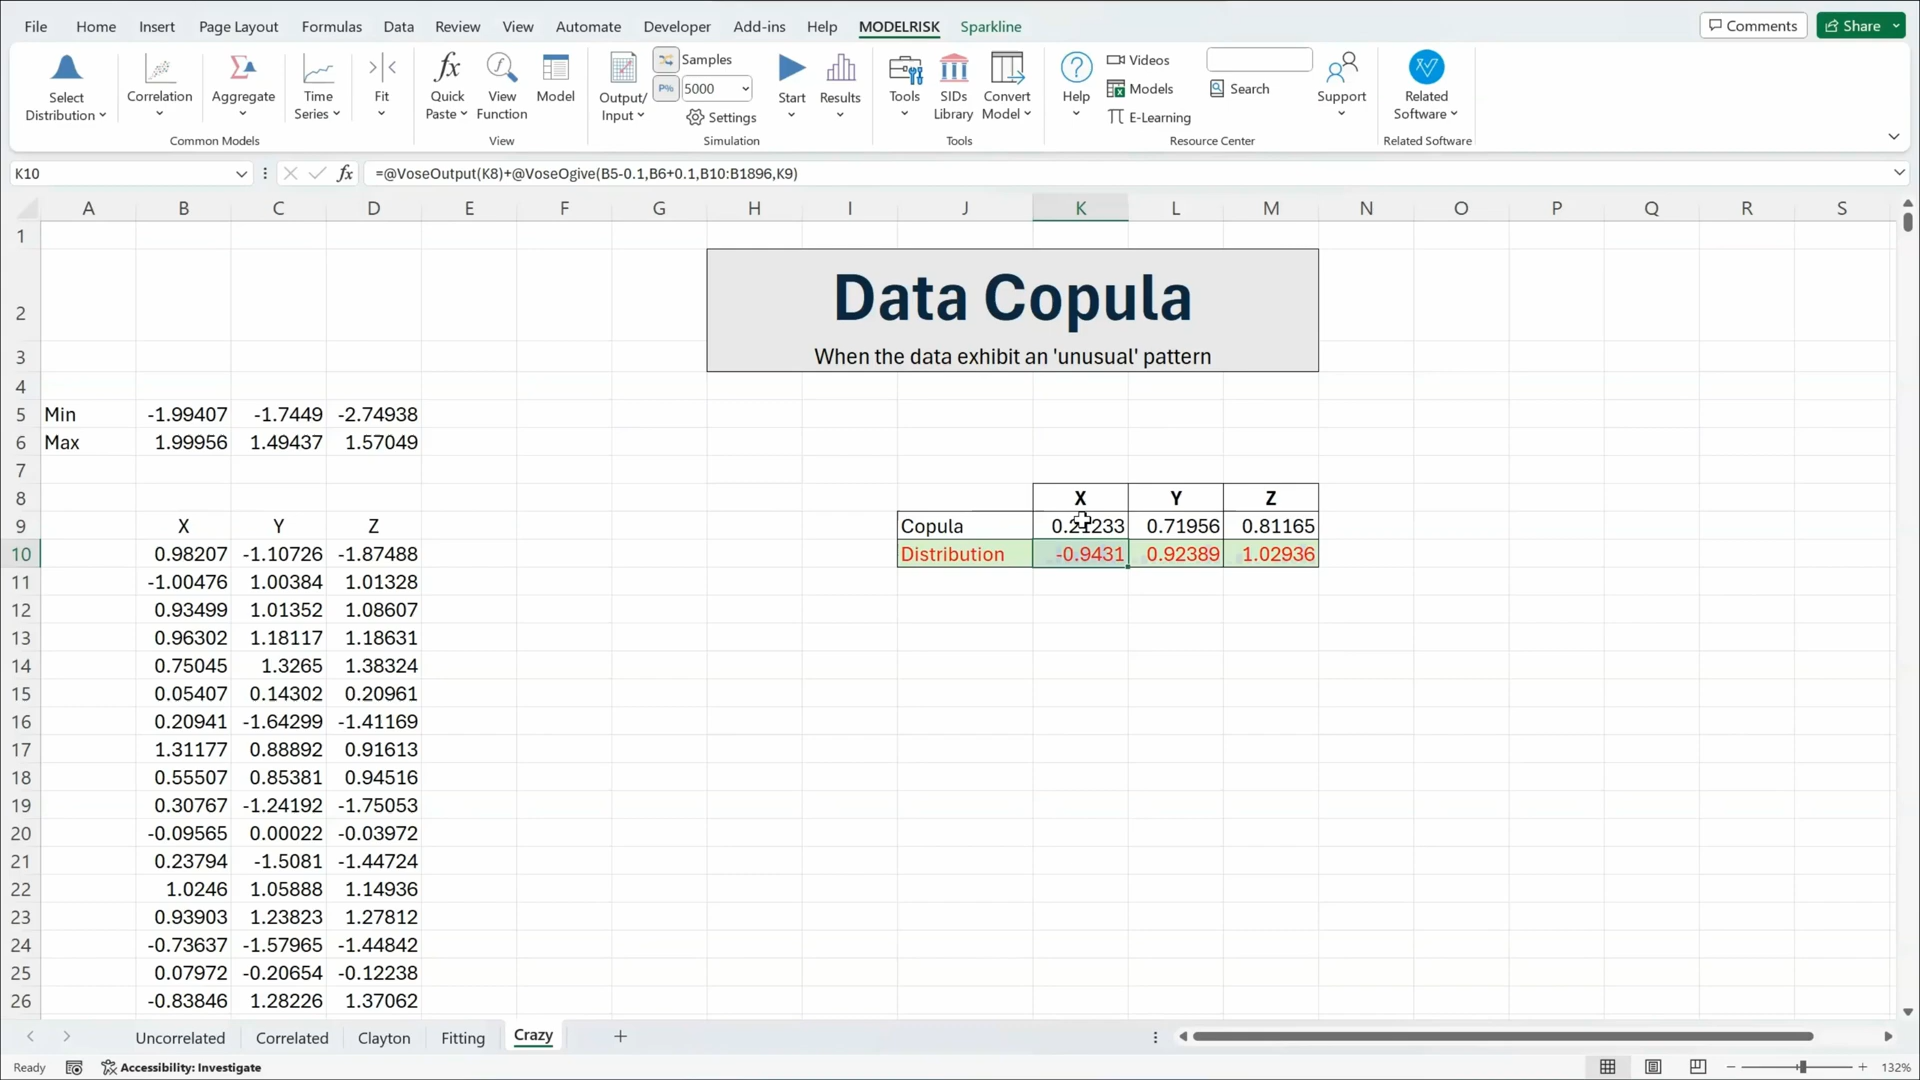 File Home Insert Page Layout Formulas Data Review View Automate Developer Add-ins Help MODELRISK Sparkline Comments Share
Select Distribution Correlation Aggregate Time Series Fit
Common Models
Quick Paste View Function Model
View
Output/ Input Samples P% 5000 Settings Start Results
Simulation
Tools SIDs Library Convert Model
Tools
Help Videos Models E-Learning Search Support
Resource Center
Related Software
Related Software
K10 fx =@VoseOutput(K8)+@VoseOgive(B5-0.1,B6+0.1,B10:B1896,K9)
A B C D E F G H I J K L M N O P Q R S
1
2 Data Copula
3 When the data exhibit an 'unusual' pattern
4
5 Min -1.99407 -1.7449 -2.74938
6 Max 1.99956 1.49437 1.57049
7
8 X Y Z
9 X Y Z Copula 0.21233 0.71956 0.81165
10 0.98207 -1.10726 -1.87488 Distribution -0.9431 0.92389 1.02936
11 -1.00476 1.00384 1.01328
12 0.93499 1.01352 1.08607
13 0.96302 1.18117 1.18631
14 0.75045 1.3265 1.38324
15 0.05407 0.14302 0.20961
16 0.20941 -1.64299 -1.41169
17 1.31177 0.88892 0.91613
18 0.55507 0.85381 0.94516
19 0.30767 -1.24192 -1.75053
20 -0.09565 0.00022 -0.03972
21 0.23794 -1.5081 -1.44724
22 1.0246 1.05888 1.14936
23 0.93903 1.23823 1.27812
24 -0.73637 -1.57965 -1.44842
25 0.07972 -0.20654 -0.12238
26 -0.83846 1.28226 1.37062
Uncorrelated Correlated Clayton Fitting Crazy
Ready Accessibility: Investigate 132%